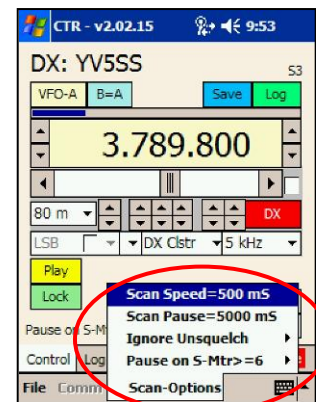 CTR - v2.02.15 9:53
DX: YV5SS S3
VFO-A B=A Save Log
3.789.800
80 m DX
LSB DX Clstr 5 kHz
Play
Lock
Scan Speed=500 mS
Scan Pause=5000 mS
Ignore Unsquelch
Pause on S-M
Pause on S-Mtr>=6
Control Log
File Comm Scan-Options